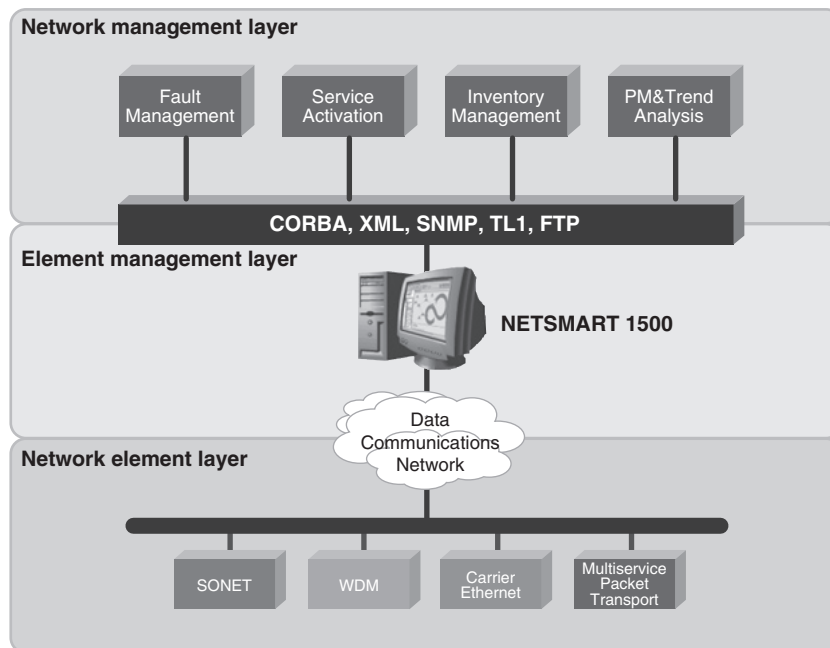 Network management layer
Fault
Management
Service
Activation
Inventory
Management
PM&Trend
Analysis
CORBA, XML, SNMP, TL1, FTP
Element management layer
NETSMART 1500
Data
Communications
Network
Network element layer
SONET
WDM
Carrier
Ethernet
Multiservice
Packet
Transport